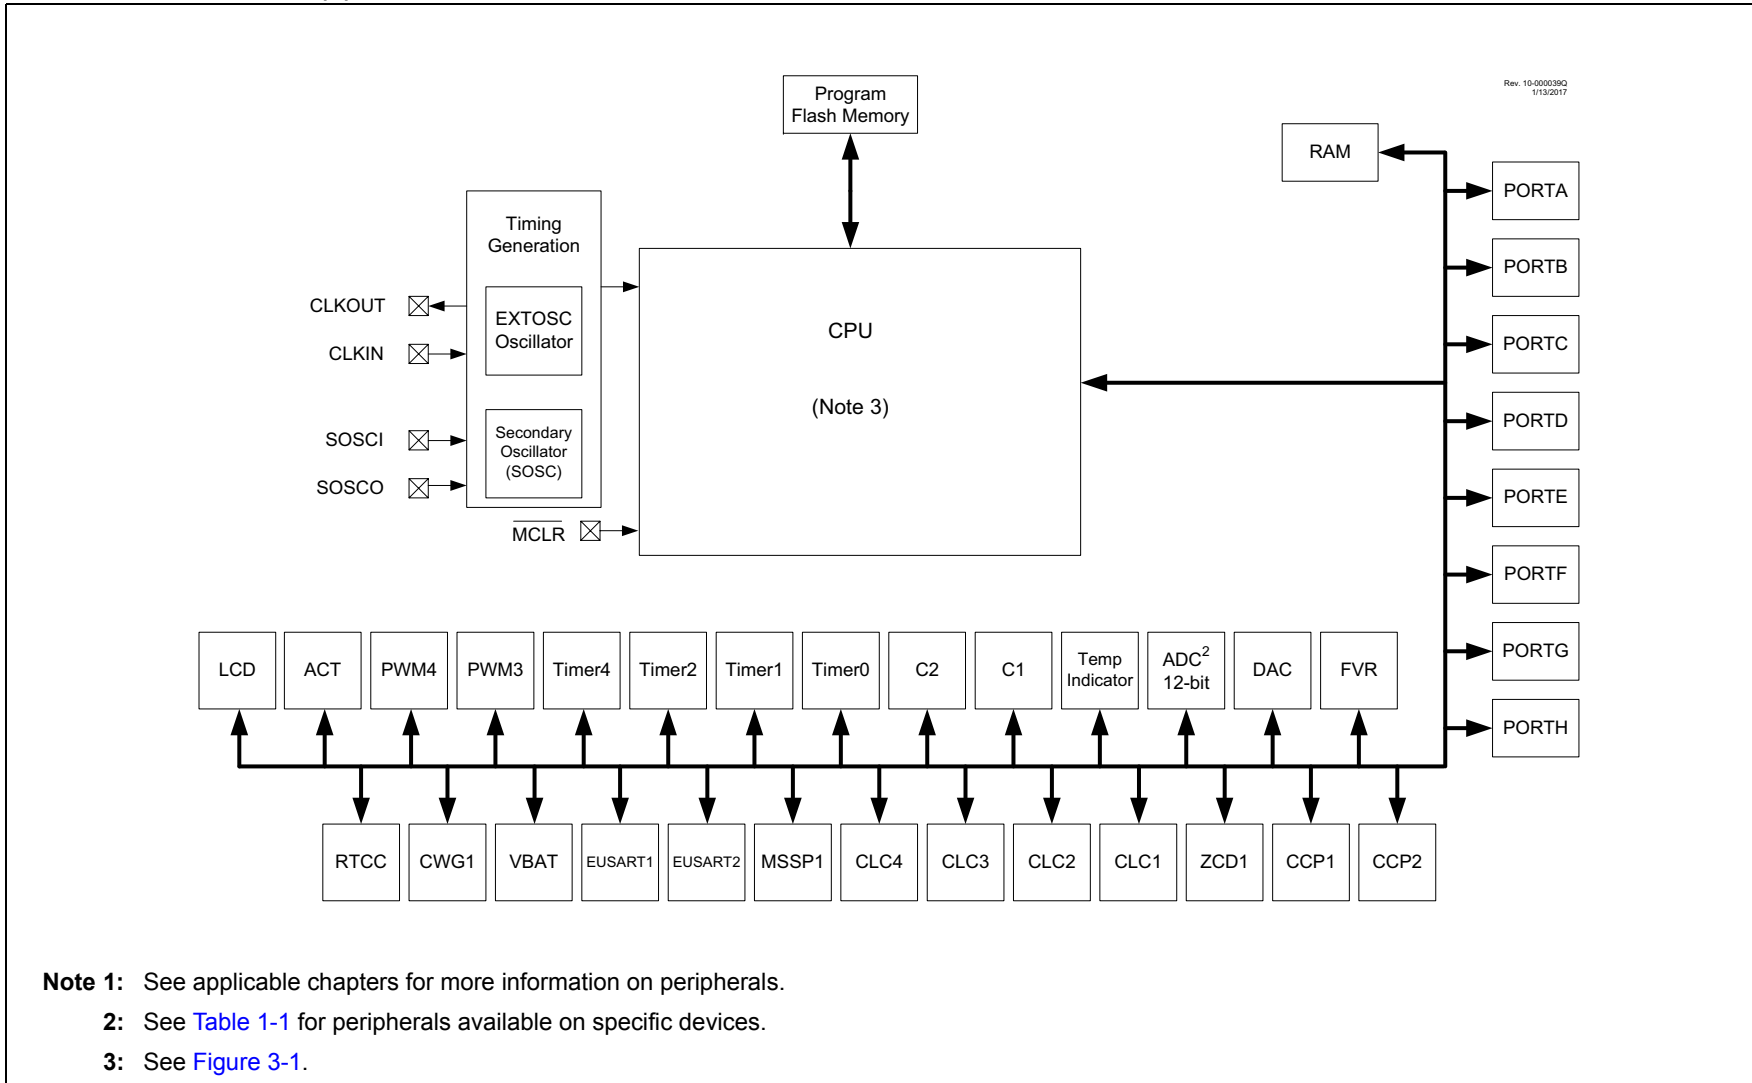 Rev. 10-000039Q
1/13/2017
Program
Flash Memory
RAM
PORTA
PORTB
PORTC
PORTD
PORTE
PORTF
PORTG
PORTH
Timing
Generation
EXTOSC
Oscillator
Secondary
Oscillator
(SOSC)
CLKOUT
CLKIN
SOSCI
SOSCO
MCLR
CPU
(Note 3)
LCD
ACT
PWM4
PWM3
Timer4
Timer2
Timer1
Timer0
C2
C1
Temp
Indicator
ADC2
12-bit
DAC
FVR
RTCC
CWG1
VBAT
EUSART1
EUSART2
MSSP1
CLC4
CLC3
CLC2
CLC1
ZCD1
CCP1
CCP2
Note 1: See applicable chapters for more information on peripherals.
2: See Table 1-1 for peripherals available on specific devices.
3: See Figure 3-1.